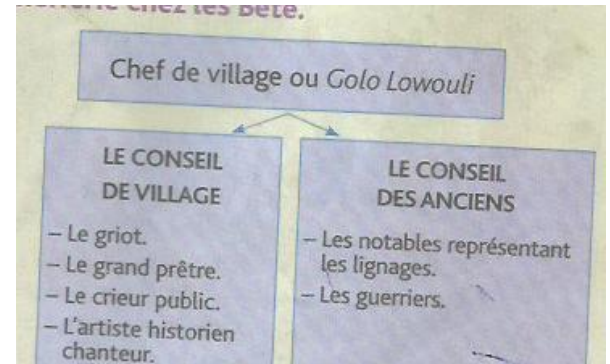 chez les Bété.
Chef de village ou Golo Lowouli
LE CONSEIL
DE VILLAGE
– Le griot.
– Le grand prêtre.
– Le crieur public.
– L'artiste historien
chanteur.
LE CONSEIL
DES ANCIENS
– Les notables représentant
les lignages.
– Les guerriers.